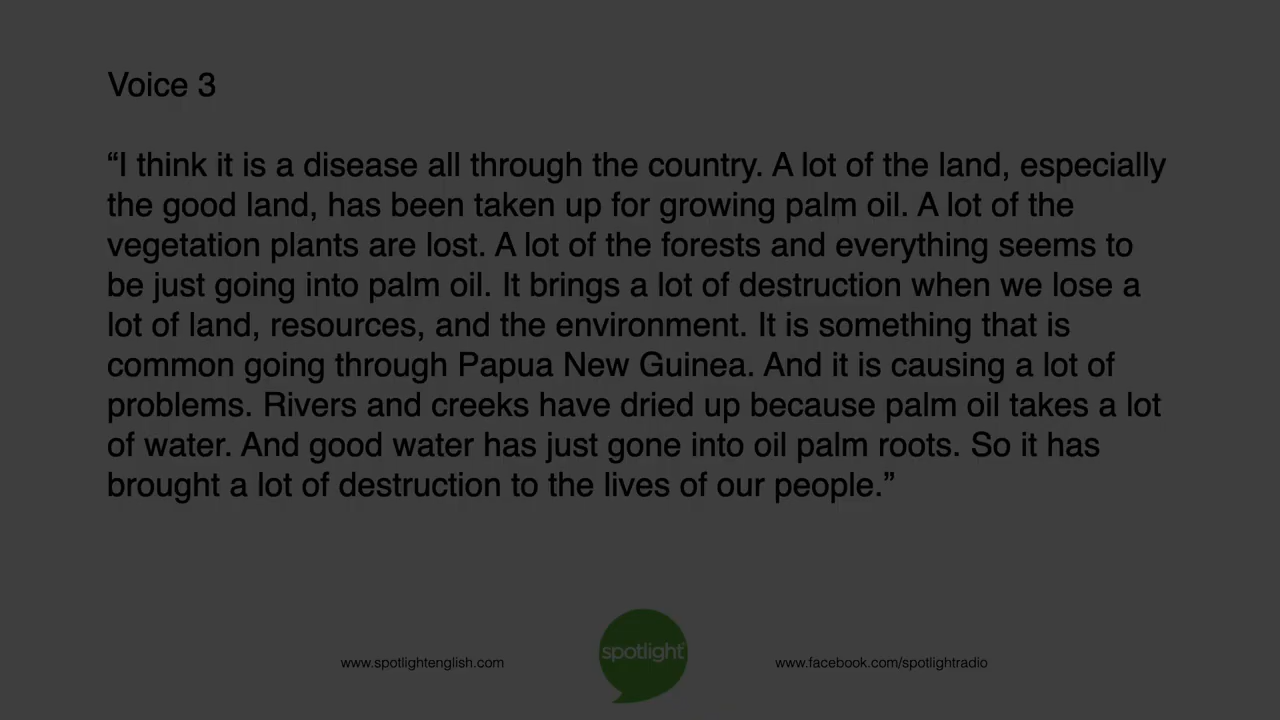 Voice 3
“I think it is a disease all through the country. A lot of the land, especially
the good land, has been taken up for growing palm oil. A lot of the
vegetation plants are lost. A lot of the forests and everything seems to
be just going into palm oil. It brings a lot of destruction when we lose a
lot of land, resources, and the environment. It is something that is
common going through Papua New Guinea. And it is causing a lot of
problems. Rivers and creeks have dried up because palm oil takes a lot
of water. And good water has just gone into oil palm roots. So it has
brought a lot of destruction to the lives of our people.”
www.spotlightenglish.com
spotlight
www.facebook.com/spotlightradio